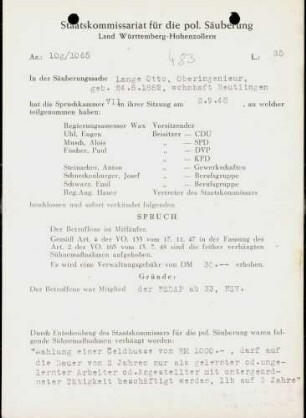 Staatskommissariat für die pol. Säuberung
Land Württemberg-Hohenzollern
Az.: 10g/1065 483 L.: 35
In der Säuberungssache Lange Otto, Oberingenieur,
geb. 24.5.1882, wohnhaft Reutlingen
hat die Spruchkammer VII in ihrer Sitzung am 2.9.48 , an welcher
teilgenommen haben:
Regierungsassessor Wax Vorsitzender
Uhl, Eugen Beisitzer — CDU
Munch, Alois „ — SPD
Fischer, Paul „ — DVP
„ — KPD
Steinacher, Anton „ — Gewerkschaften
Schneckenburger, Josef „ — Berufsgruppe
Schwarz, Emil „ — Berufsgruppe
Reg.Ang. Hauer Vertreter des Staatskommissars
beschlossen und sofort verkündet folgenden
SPRUCH
Der Betroffene ist Mitläufer.
Gemäß Art. 4 der VO. 133 vom 17. 11. 47 in der Fassung des
Art. 2 der VO. 165 vom 13. 7. 48 sind die früher verhängten
Sühnemaßnahmen aufgehoben.
Es wird eine Verwaltungsgebühr von DM 30.-- erhoben.
Gründe:
Der Betroffene war Mitglied der NSDAP ab 33, NSV.
Durch Entscheidung des Staatskommissars für die pol. Säuberung waren fol-
gende Sühnemaßnahmen verhängt worden:
"Zahlung einer Geldbusse von RM 1000.-- , darf auf
die Dauer von 2 Jahren nur als gelernter od.unge-
lernter Arbeiter od.Angestellter mit untergeord-
neter Tätigkeit beschäftigt werden, 11b auf 2 Jahre"